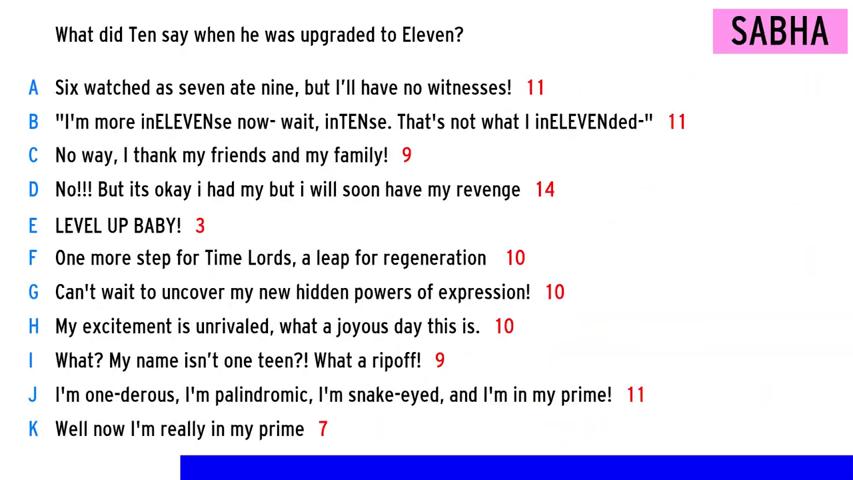 What did Ten say when he was upgraded to Eleven?
SABHA
A Six watched as seven ate nine, but I'll have no witnesses! 11
B "I'm more inELEVENse now- wait, inTENse. That's not what I inELEVENded-" 11
C No way, I thank my friends and my family! 9
D No!!! But its okay i had my but i will soon have my revenge 14
E LEVEL UP BABY! 3
F One more step for Time Lords, a leap for regeneration 10
G Can't wait to uncover my new hidden powers of expression! 10
H My excitement is unrivaled, what a joyous day this is. 10
I What? My name isn't one teen?! What a ripoff! 9
J I'm one-derous, I'm palindromic, I'm snake-eyed, and I'm in my prime! 11
K Well now I'm really in my prime 7